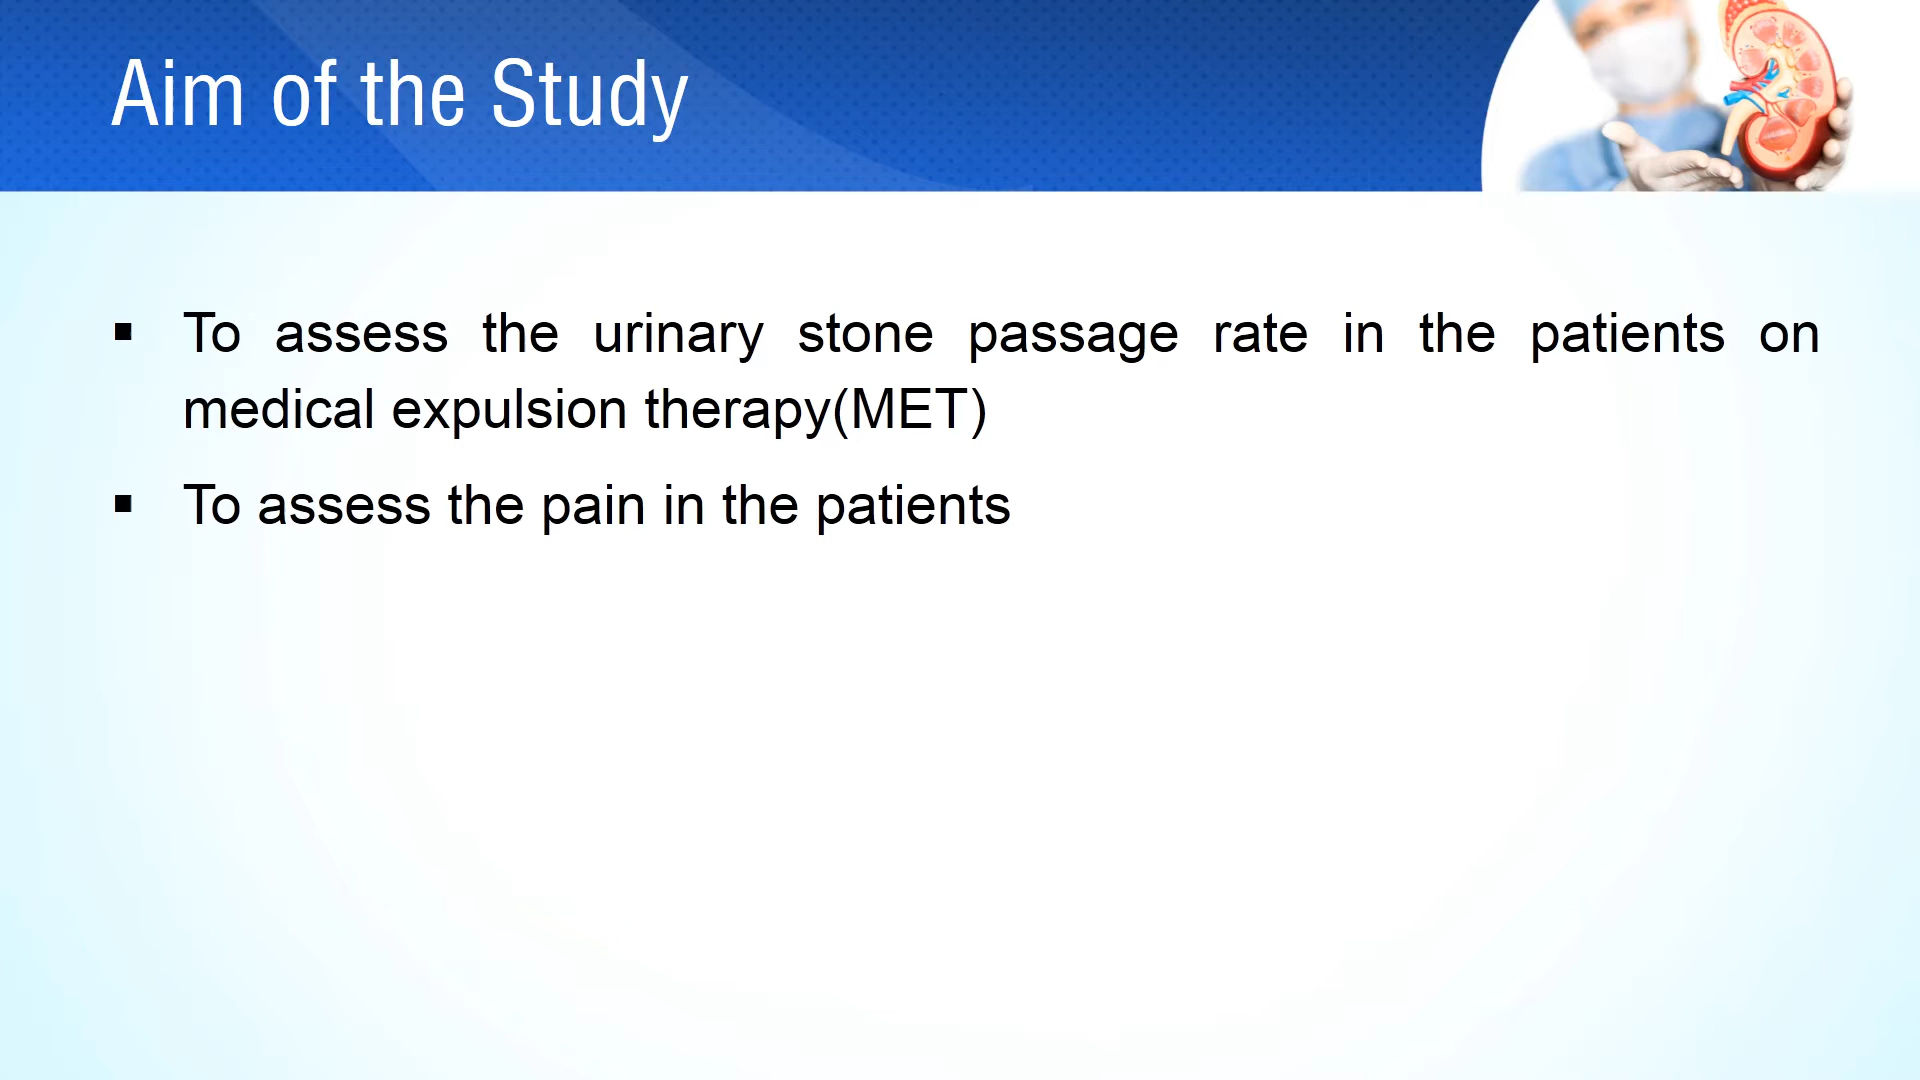 Aim of the Study
▪ To assess the urinary stone passage rate in the patients on
medical expulsion therapy(MET)
▪ To assess the pain in the patients